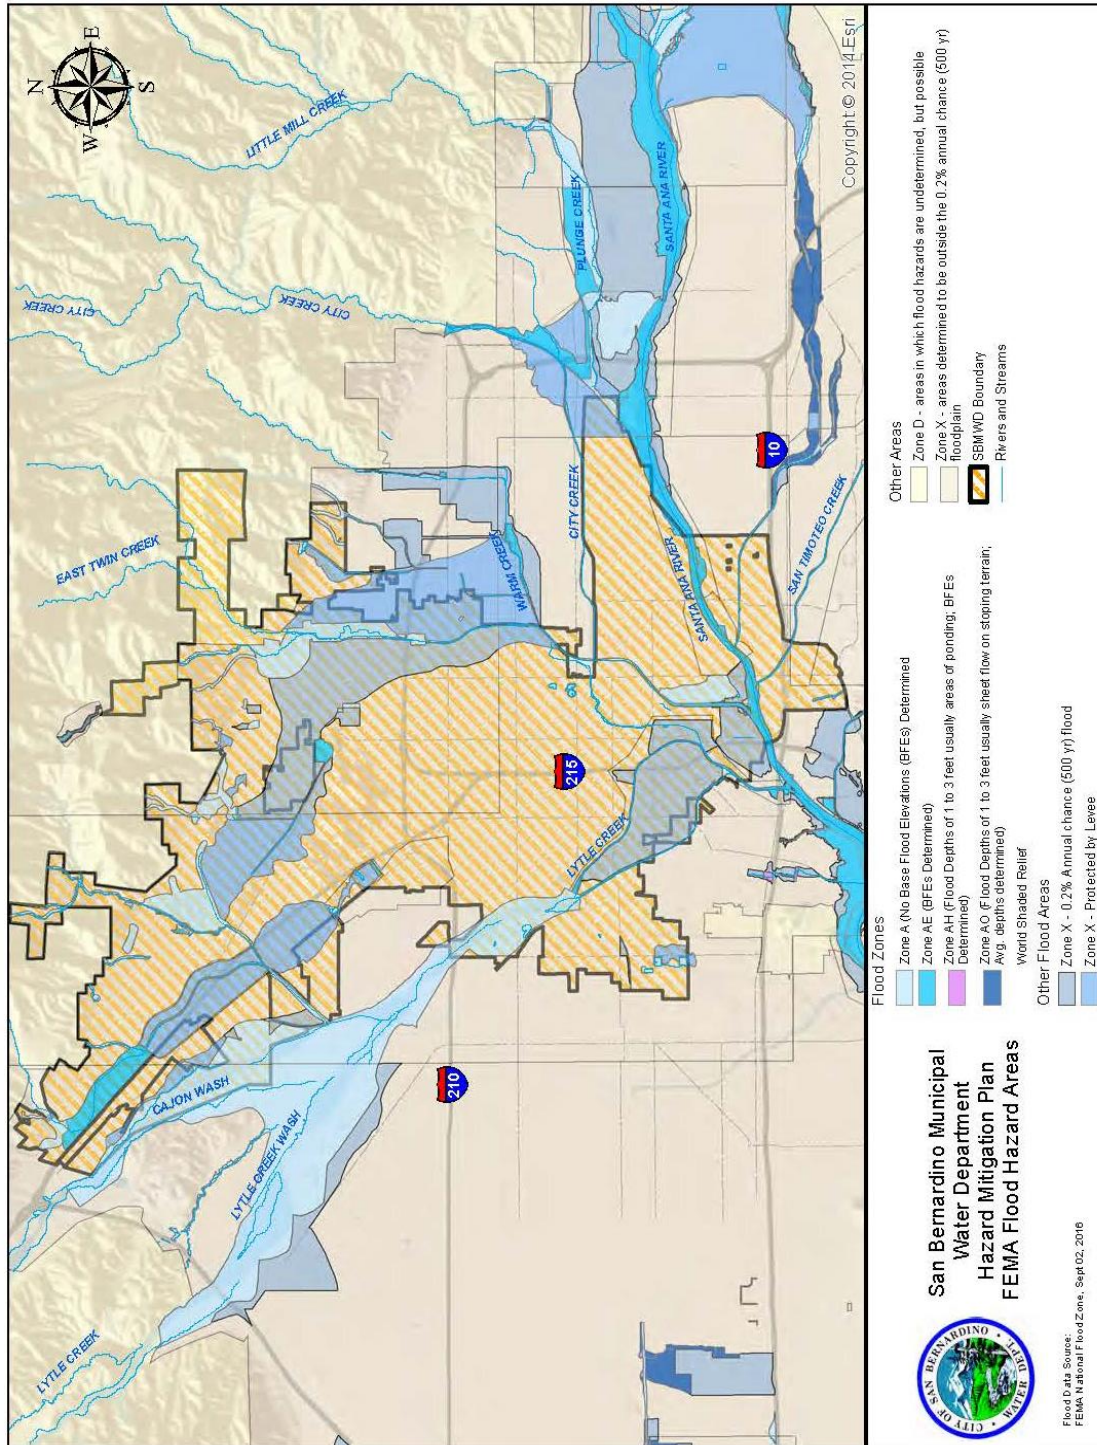 N
W E
S
LITTLE MILL CREEK
CITY CREEK
CITY CREEK
EAST TWIN CREEK
PLUNGE CREEK
SANTA ANA RIVER
WARM CREEK
CITY CREEK
SANTA ANA RIVER
SAN TIMOTEO CREEK
LYTLE CREEK
CAJON WASH
LYTLE CREEK WASH
LYTLE CREEK
215
10
210
Copyright © 2014 Esri
CITY OF SAN BERNARDINO • WATER DEPT. •
San Bernardino Municipal
Water Department
Hazard Mitigation Plan
FEMA Flood Hazard Areas
Flood Data Source:
FEMA National Flood Zone, Sept 02, 2016
Flood Zones
Zone A (No Base Flood Elevations (BFEs) Determined
Zone AE (BFEs Determined)
Zone AH (Flood Depths of 1 to 3 feet usually areas of ponding; BFEs
Determined)
Zone AO (Flood Depths of 1 to 3 feet usually sheet flow on sloping terrain;
Avg. depths determined)
World Shaded Relief
Other Flood Areas
Zone X - 0.2% Annual chance (500 yr) flood
Zone X - Protected by Levee
Other Areas
Zone D - areas in which flood hazards are undetermined, but possible
Zone X - areas determined to be outside the 0.2% annual chance (500 yr)
floodplain
SBMWD Boundary
Rivers and Streams